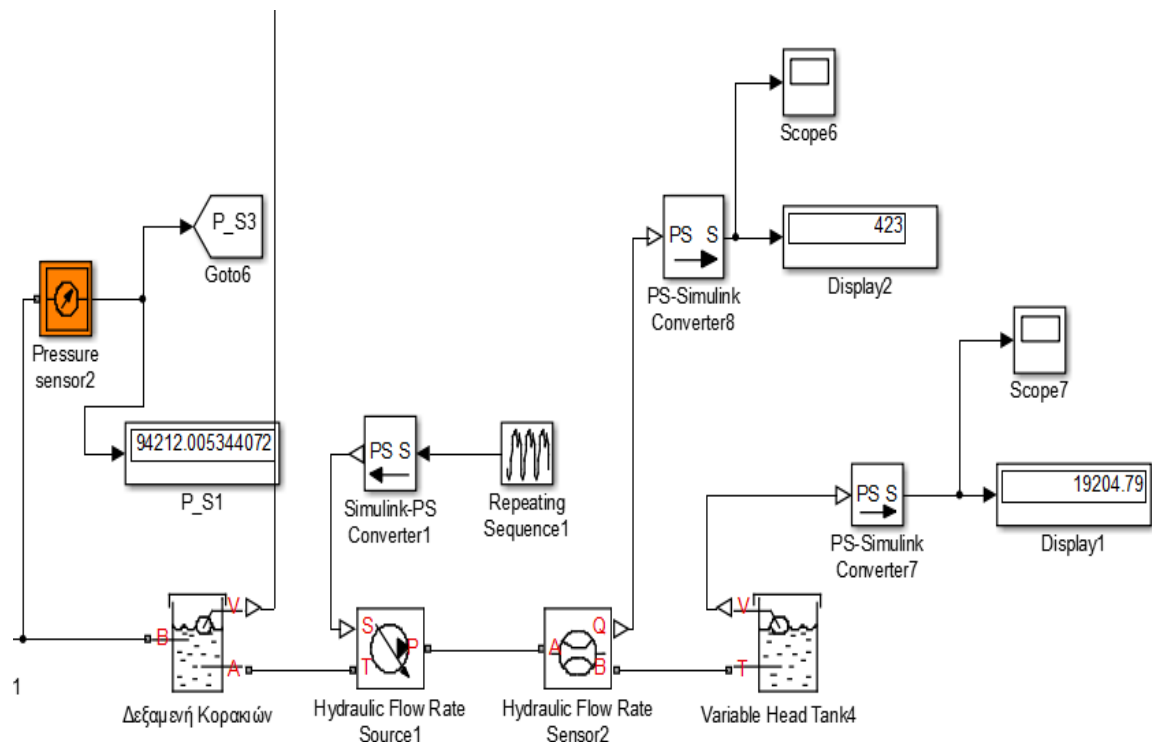 Scope6
P_S3
Goto6
PS S
423
PS-Simulink
Converter8
Display2
Pressure
sensor2
Scope7
94212.005344072
P_S1
PS S
Simulink-PS
Converter1
Repeating
Sequence1
PS S
19204.79
PS-Simulink
Converter7
Display1
V
B
A
S
P
T
Q
A
B
V
T
1
Δεξαμενή Κορακιών
Hydraulic Flow Rate
Source1
Hydraulic Flow Rate
Sensor2
Variable Head Tank4